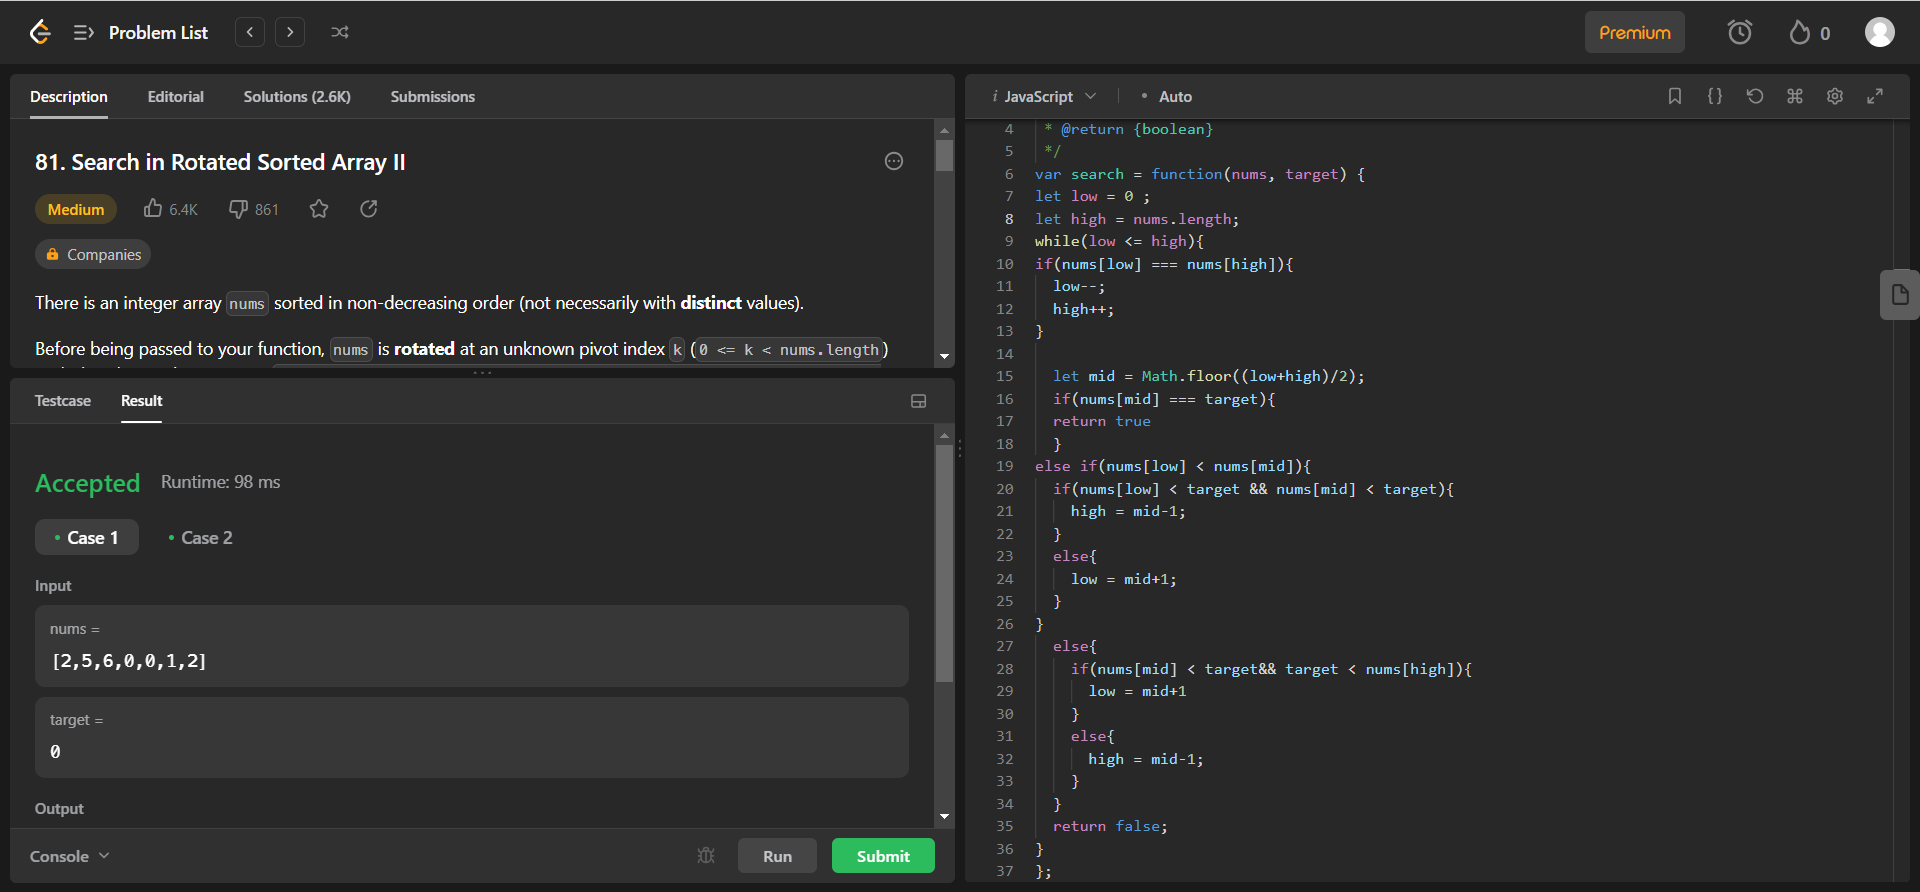 Problem List
Premium
0
Description Editorial Solutions (2.6K) Submissions
81. Search in Rotated Sorted Array II
Medium 6.4K 861
Companies
There is an integer array nums sorted in non-decreasing order (not necessarily with distinct values).
Before being passed to your function, nums is rotated at an unknown pivot index k (0 <= k < nums.length)
Testcase Result
Accepted Runtime: 98 ms
• Case 1 • Case 2
Input
nums =
[2,5,6,0,0,1,2]
target =
0
Output
Console
Run
Submit
i JavaScript • Auto
4 * @return {boolean}
5 */
6 var search = function(nums, target) {
7 let low = 0 ;
8 let high = nums.length;
9 while(low <= high){
10 if(nums[low] === nums[high]){
11 low--;
12 high++;
13 }
14
15 let mid = Math.floor((low+high)/2);
16 if(nums[mid] === target){
17 return true
18 }
19 else if(nums[low] < nums[mid]){
20 if(nums[low] < target && nums[mid] < target){
21 high = mid-1;
22 }
23 else{
24 low = mid+1;
25 }
26 }
27 else{
28 if(nums[mid] < target&& target < nums[high]){
29 low = mid+1
30 }
31 else{
32 high = mid-1;
33 }
34 }
35 return false;
36 }
37 };